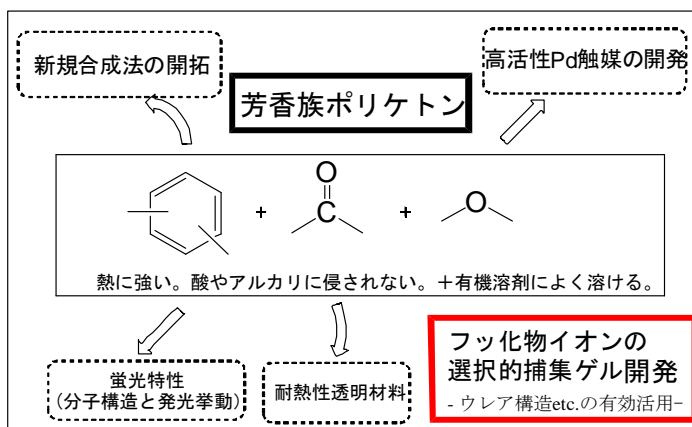 新規合成法の開拓
高活性Pd触媒の開発
芳香族ポリケトン
O
C
+
+
O
熱に強い。酸やアルカリに侵されない。＋有機溶剤によく溶ける。
蛍光特性
(分子構造と発光挙動)
耐熱性透明材料
フッ化物イオンの
選択的捕集ゲル開発
- ウレア構造etc.の有効活用-